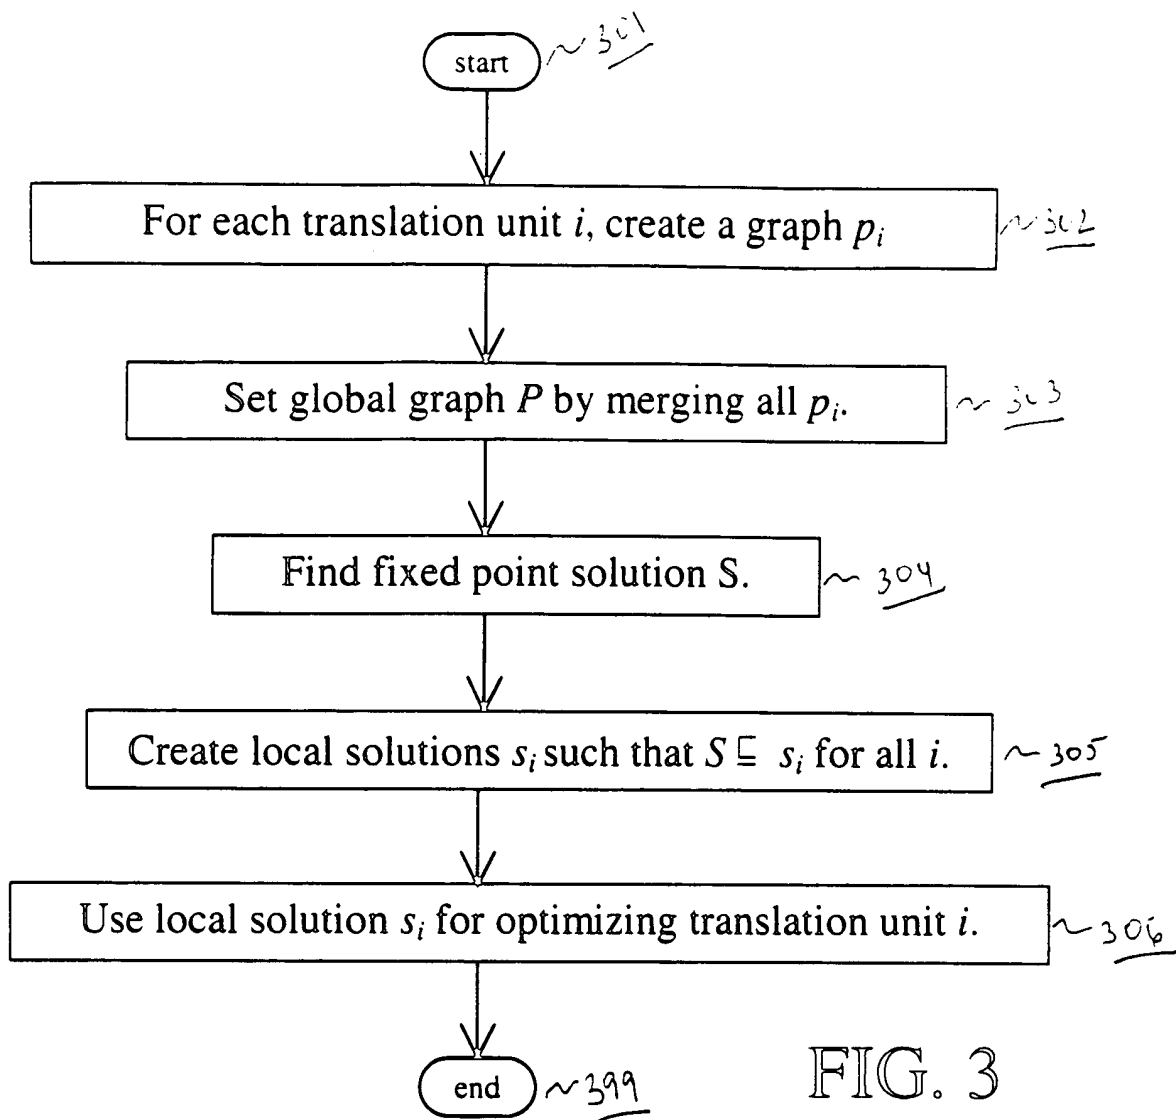 start ~301
For each translation unit i, create a graph pᵢ ~302
Set global graph P by merging all pᵢ. ~303
Find fixed point solution S. ~304
Create local solutions sᵢ such that S ⊑ sᵢ for all i. ~305
Use local solution sᵢ for optimizing translation unit i. ~306
end ~399
FIG. 3